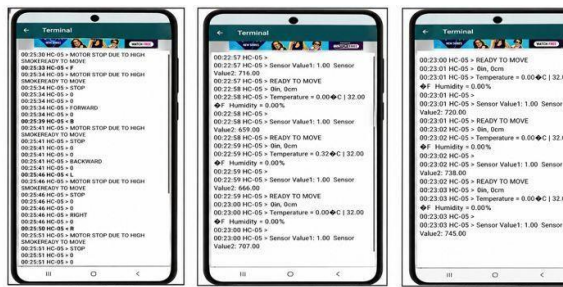 Terminal
WATCH FREE
00:25:30 HC-05 > MOTOR STOP DUE TO HIGH
SMOKEREADY TO MOVE
00:25:33 HC-05 < F
00:25:34 HC-05 > MOTOR STOP DUE TO HIGH
SMOKEREADY TO MOVE
00:25:34 HC-05 > STOP
00:25:34 HC-05 > 0
00:25:34 HC-05 > 0
00:25:34 HC-05 > FORWARD
00:25:34 HC-05 > 0
00:25:39 HC-05 < B
00:25:41 HC-05 > MOTOR STOP DUE TO HIGH
SMOKEREADY TO MOVE
00:25:41 HC-05 > STOP
00:25:41 HC-05 > 0
00:25:41 HC-05 > 0
00:25:41 HC-05 > BACKWARD
00:25:41 HC-05 > 0
00:25:46 HC-05 < L
00:25:46 HC-05 > MOTOR STOP DUE TO HIGH
SMOKEREADY TO MOVE
00:25:46 HC-05 > STOP
00:25:46 HC-05 > 0
00:25:46 HC-05 > 0
00:25:46 HC-05 > RIGHT
00:25:46 HC-05 > 0
00:25:50 HC-05 < R
00:25:51 HC-05 > MOTOR STOP DUE TO HIGH
SMOKEREADY TO MOVE
00:25:51 HC-05 > STOP
00:25:51 HC-05 > 0
00:25:51 HC-05 > 0
Terminal
00:22:57 HC-05 >
00:22:57 HC-05 > Sensor Value1: 1.00 Sensor
Value2: 716.00
00:22:57 HC-05 > READY TO MOVE
00:22:58 HC-05 > 0in, 0cm
00:22:58 HC-05 > Temperature = 0.00�C | 32.00
�F Humidity = 0.00%
00:22:58 HC-05 >
00:22:58 HC-05 > Sensor Value1: 1.00 Sensor
Value2: 659.00
00:22:58 HC-05 > READY TO MOVE
00:22:59 HC-05 > 0in, 0cm
00:22:59 HC-05 > Temperature = 0.32�C | 32.00
�F Humidity = 0.00%
00:22:59 HC-05 >
00:22:59 HC-05 > Sensor Value1: 1.00 Sensor
Value2: 666.00
00:22:59 HC-05 > READY TO MOVE
00:23:00 HC-05 > 0in, 0cm
00:23:00 HC-05 > Temperature = 0.00�C | 32.00
�F Humidity = 0.00%
00:23:00 HC-05 >
00:23:00 HC-05 > Sensor Value1: 1.00 Sensor
Value2: 707.00
Terminal
WATCH FREE
00:23:00 HC-05 > READY TO MOVE
00:23:01 HC-05 > 0in, 0cm
00:23:01 HC-05 > Temperature = 0.00�C | 32.0
�F Humidity = 0.00%
00:23:01 HC-05 >
00:23:01 HC-05 > Sensor Value1: 1.00 Sensor
Value2: 720.00
00:23:01 HC-05 > READY TO MOVE
00:23:02 HC-05 > 0in, 0cm
00:23:02 HC-05 > Temperature = 0.00�C | 32.0
�F Humidity = 0.00%
00:23:02 HC-05 >
00:23:02 HC-05 > Sensor Value1: 1.00 Sensor
Value2: 738.00
00:23:02 HC-05 > READY TO MOVE
00:23:03 HC-05 > 0in, 0cm
00:23:03 HC-05 > Temperature = 0.00�C | 32.0
�F Humidity = 0.00%
00:23:03 HC-05 >
00:23:03 HC-05 > Sensor Value1: 1.00 Sensor
Value2: 745.00